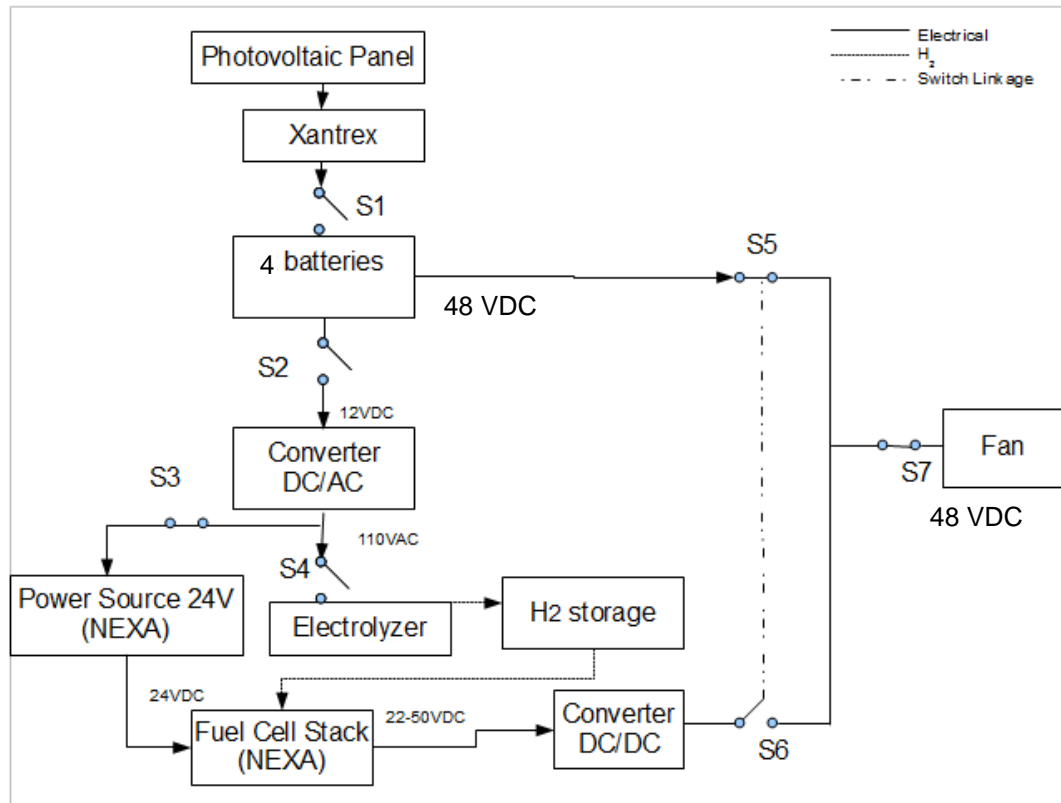 Photovoltaic Panel
Electrical
H2
Switch Linkage
Xantrex
S1
4 batteries
S5
48 VDC
S2
12VDC
Converter
DC/AC
S3
110VAC
S4
Fan
S7
48 VDC
Power Source 24V
(NEXA)
Electrolyzer
H2 storage
24VDC
Fuel Cell Stack
(NEXA)
22-50VDC
Converter
DC/DC
S6